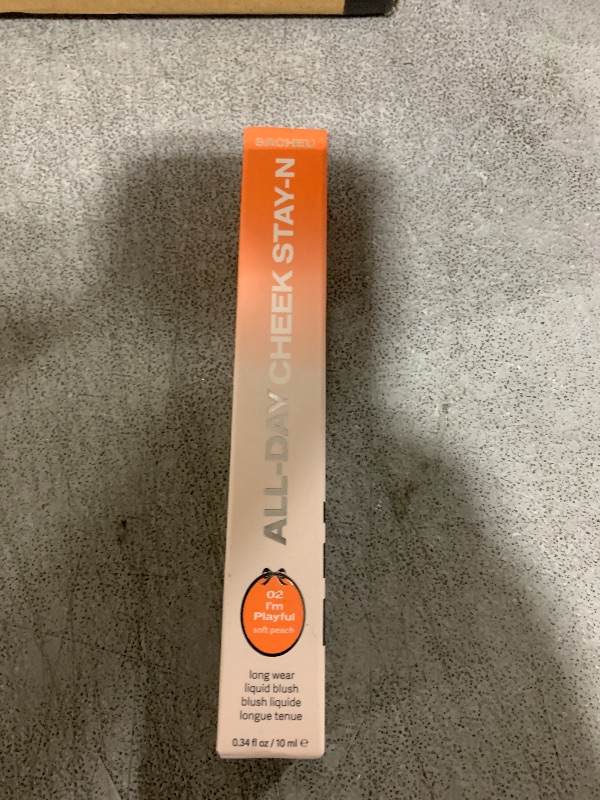 SACHEU
ALL-DAY CHEEK STAY-N
02
I'm
Playful
soft peach
long wear
liquid blush
blush liquide
longue tenue
0.34 fl oz / 10 ml ℮